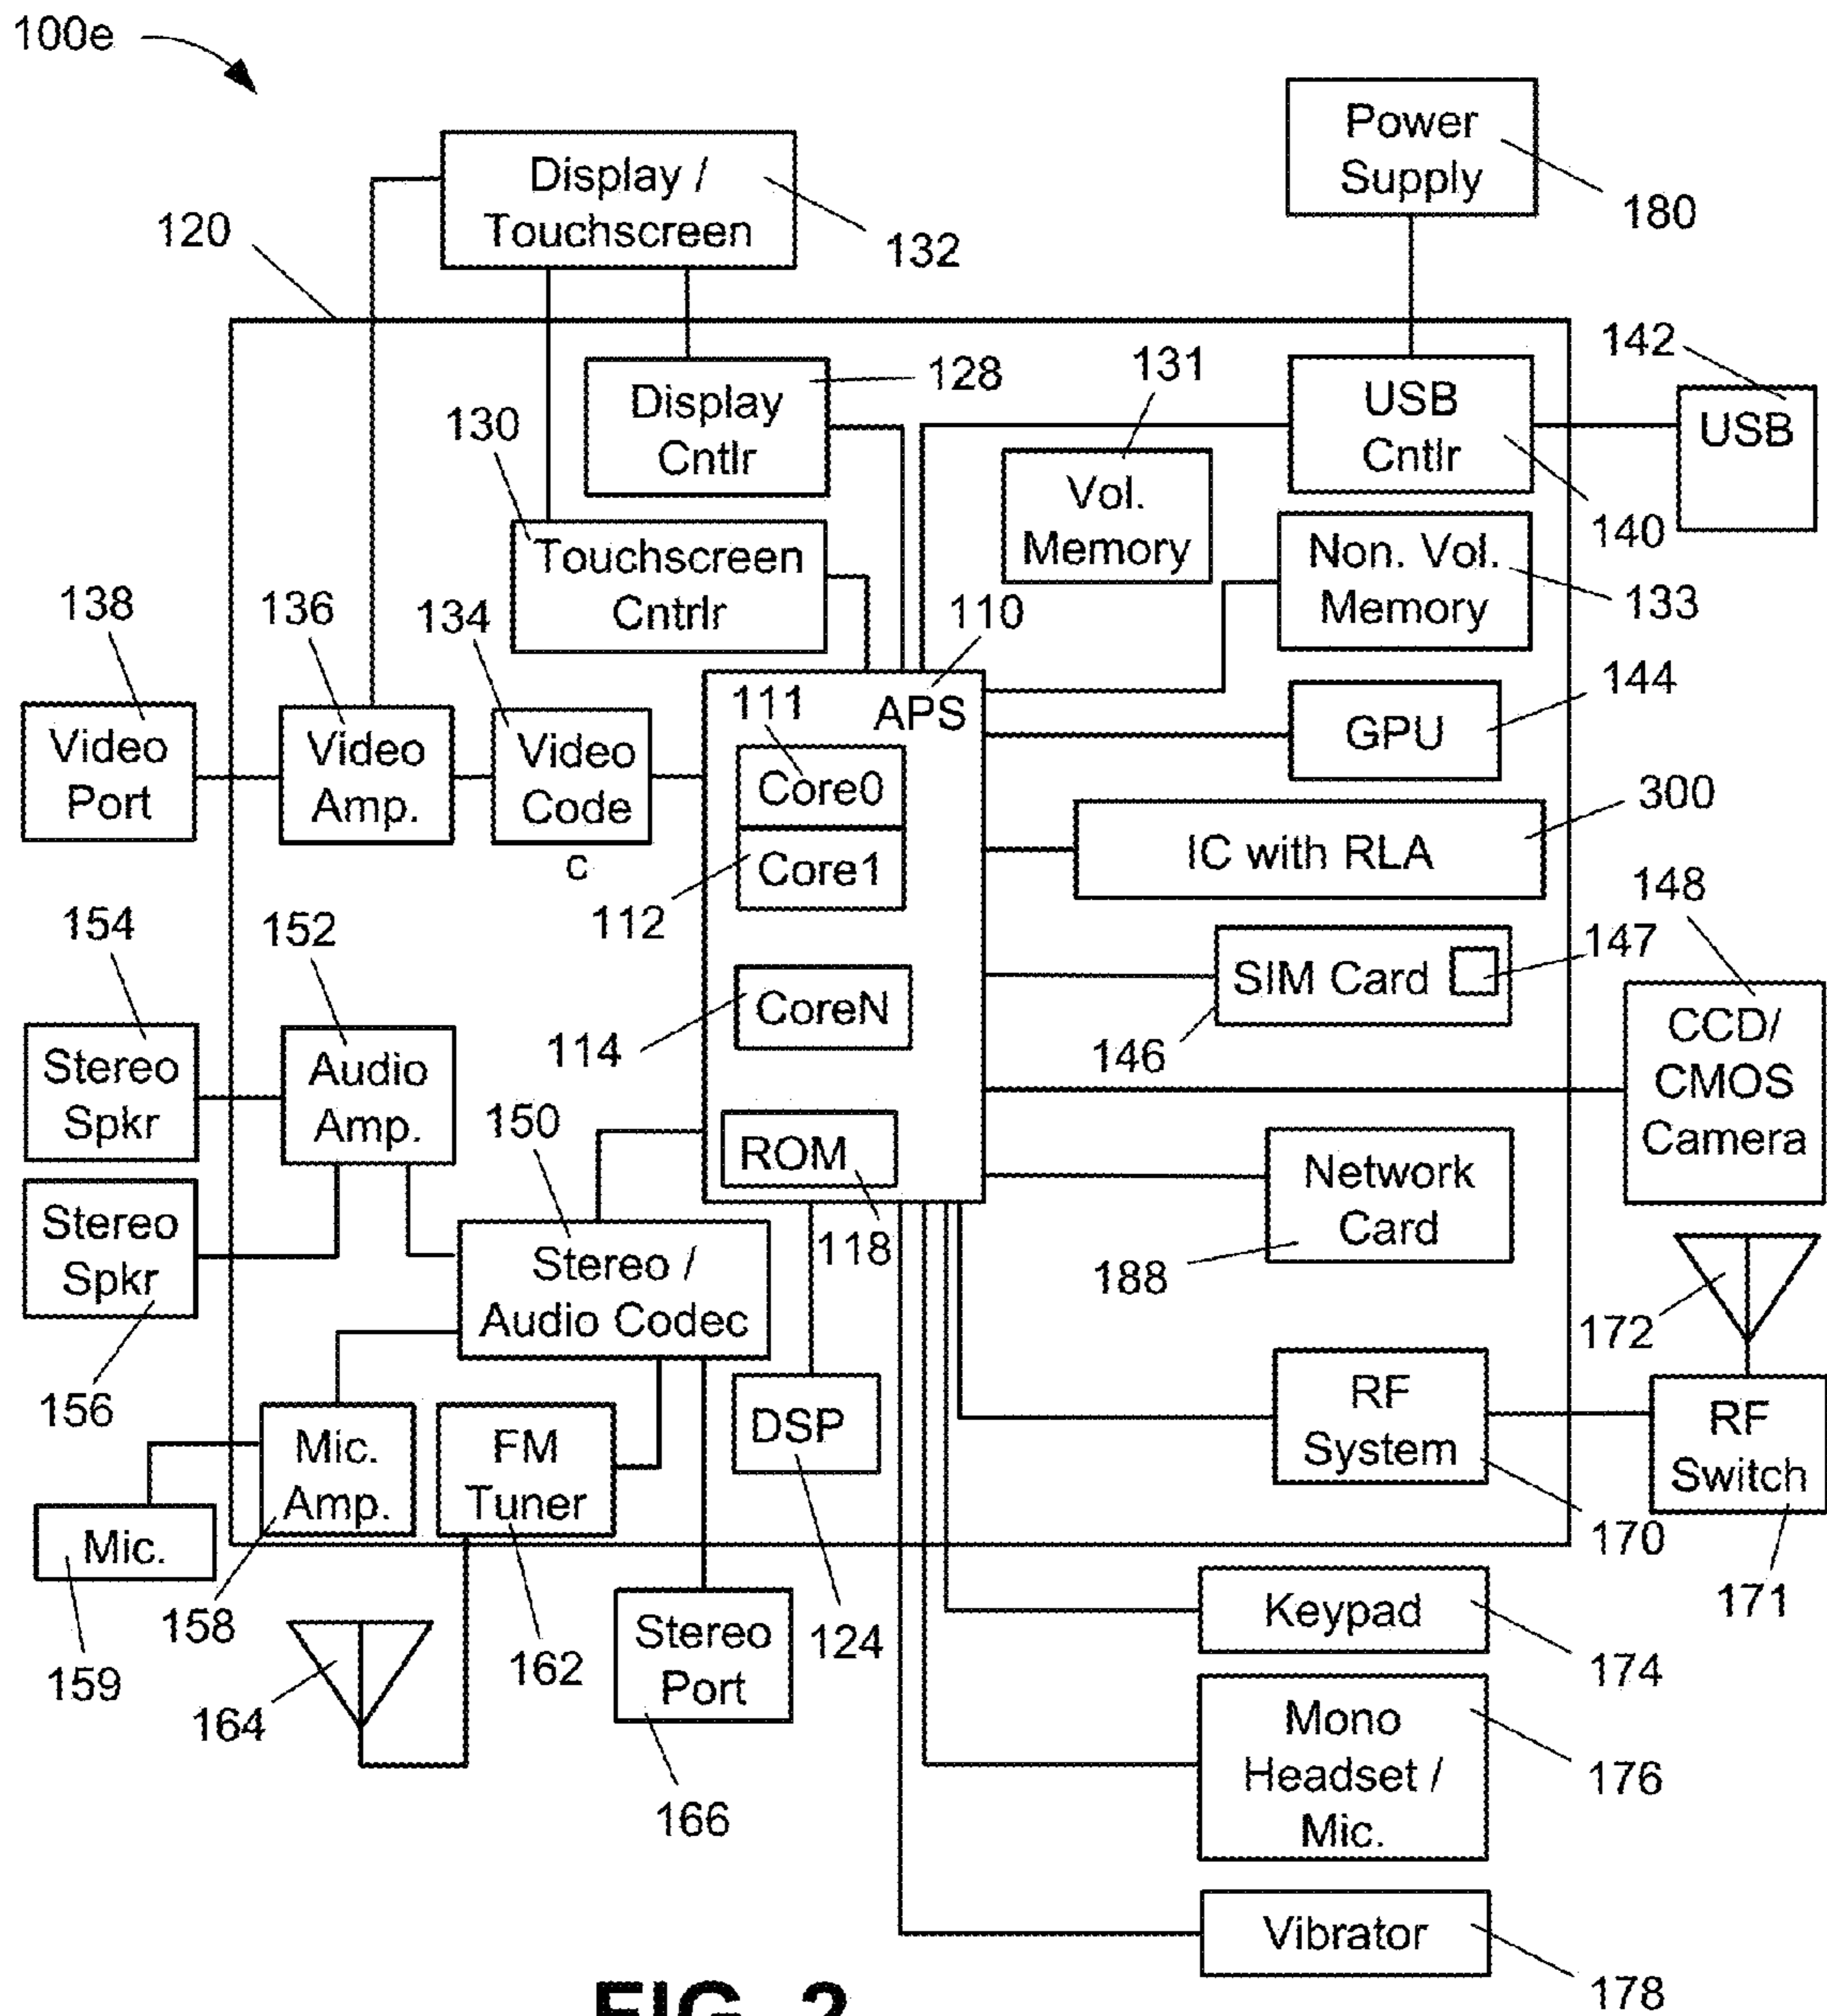 100e
Power
Supply
180
Display /
Touchscreen
132
120
142
USB
131
128
Display
Cntlr
USB
Cntlr
140
130
Vol.
Memory
Touchscreen
Cntrlr
Non. Vol.
Memory
133
138
136
134
110
APS
144
GPU
Video
Port
Video
Amp.
Video
Code
c
111
Core0
Core1
112
300
IC with RLA
148
147
SIM Card
146
154
152
CoreN
114
CCD/
CMOS
Camera
Stereo
Spkr
Audio
Amp.
150
ROM
118
Network
Card
188
Stereo
Spkr
156
Stereo /
Audio Codec
172
RF
System
170
RF
Switch
171
Mic.
Amp.
158
FM
Tuner
162
DSP
124
Mic.
159
164
Stereo
Port
166
Keypad
174
Mono
Headset /
Mic.
176
Vibrator
178
FIG. 2